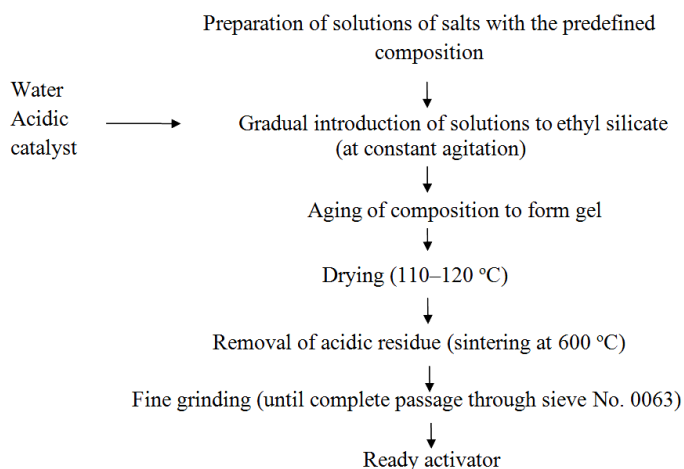 Preparation of solutions of salts with the predefined
composition
Water
Acidic
catalyst
Gradual introduction of solutions to ethyl silicate
(at constant agitation)
Aging of composition to form gel
Drying (110–120 °C)
Removal of acidic residue (sintering at 600 °C)
Fine grinding (until complete passage through sieve No. 0063)
Ready activator